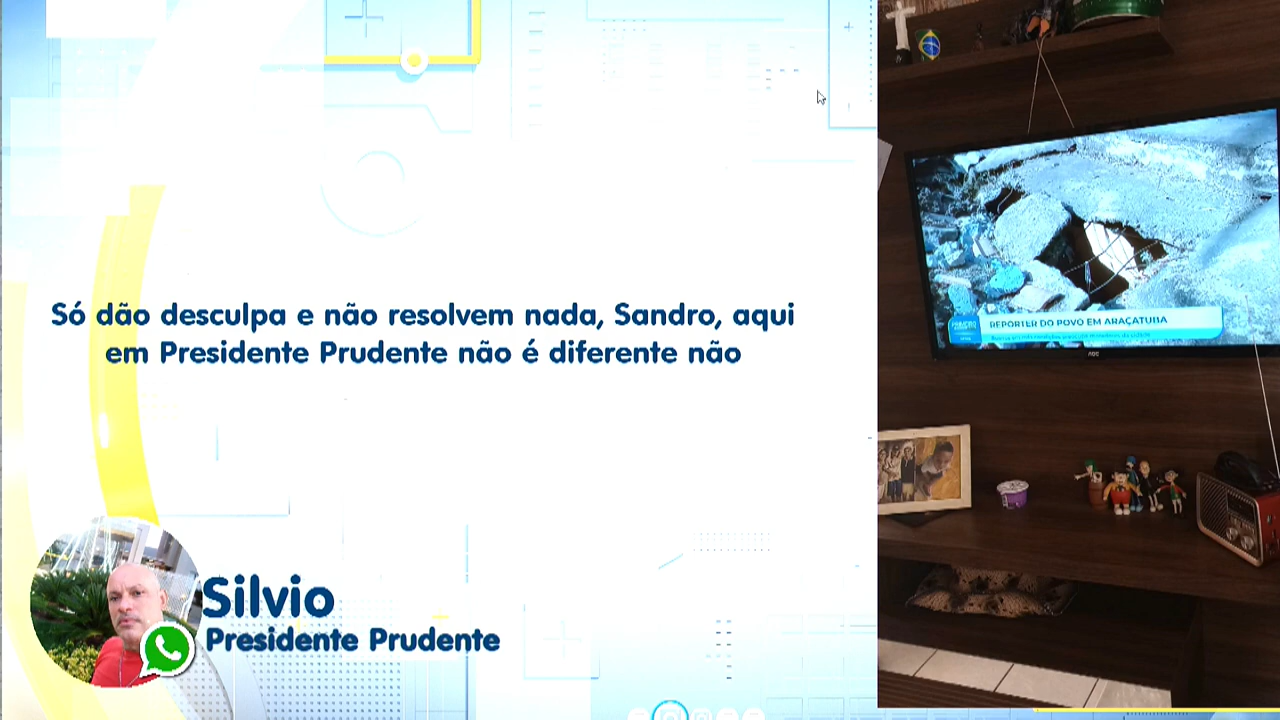 Só dão desculpa e não resolvem nada, Sandro, aqui
em Presidente Prudente não é diferente não
Silvio
Presidente Prudente
REPÓRTER DO POVO EM ARAÇATUBA
AOC